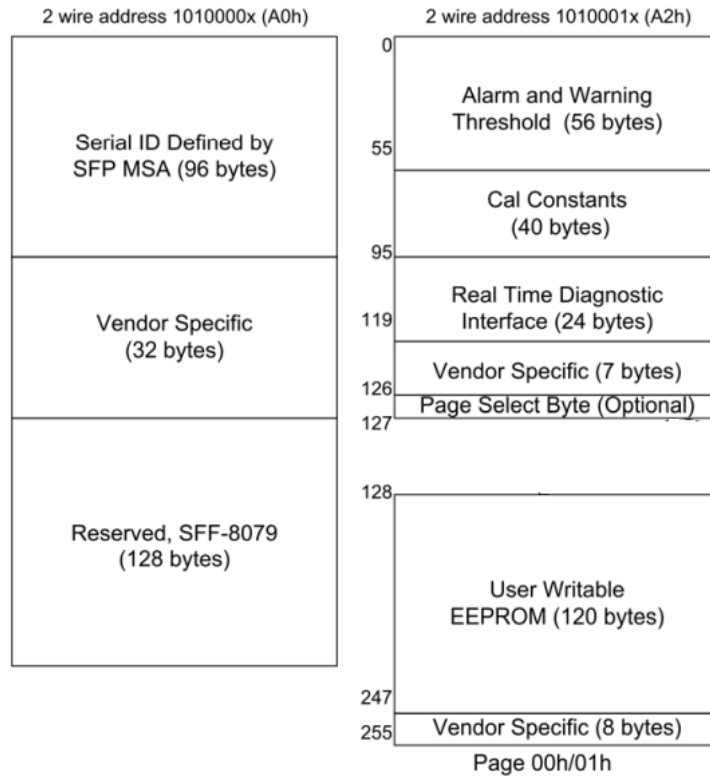 2 wire address 1010000x (A0h)
Serial ID Defined by
SFP MSA (96 bytes)
Vendor Specific
(32 bytes)
Reserved, SFF-8079
(128 bytes)
2 wire address 1010001x (A2h)
0
Alarm and Warning
Threshold (56 bytes)
55
Cal Constants
(40 bytes)
95
Real Time Diagnostic
Interface (24 bytes)
119
Vendor Specific (7 bytes)
126
Page Select Byte (Optional)
127
128
User Writable
EEPROM (120 bytes)
247
Vendor Specific (8 bytes)
255
Page 00h/01h